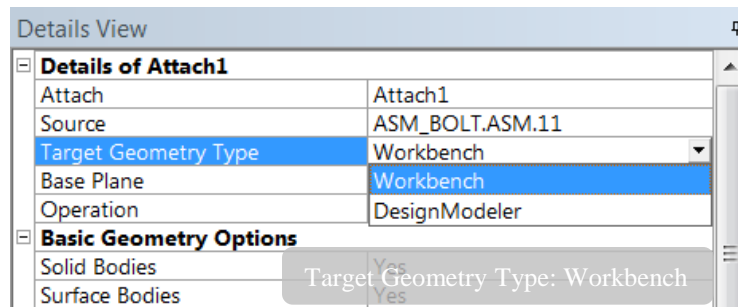 Details View
Details of Attach1
Attach Attach1
Source ASM_BOLT.ASM.11
Target Geometry Type Workbench
Base Plane Workbench
Operation DesignModeler
Basic Geometry Options
Solid Bodies Yes
Surface Bodies Yes
Target Geometry Type: Workbench